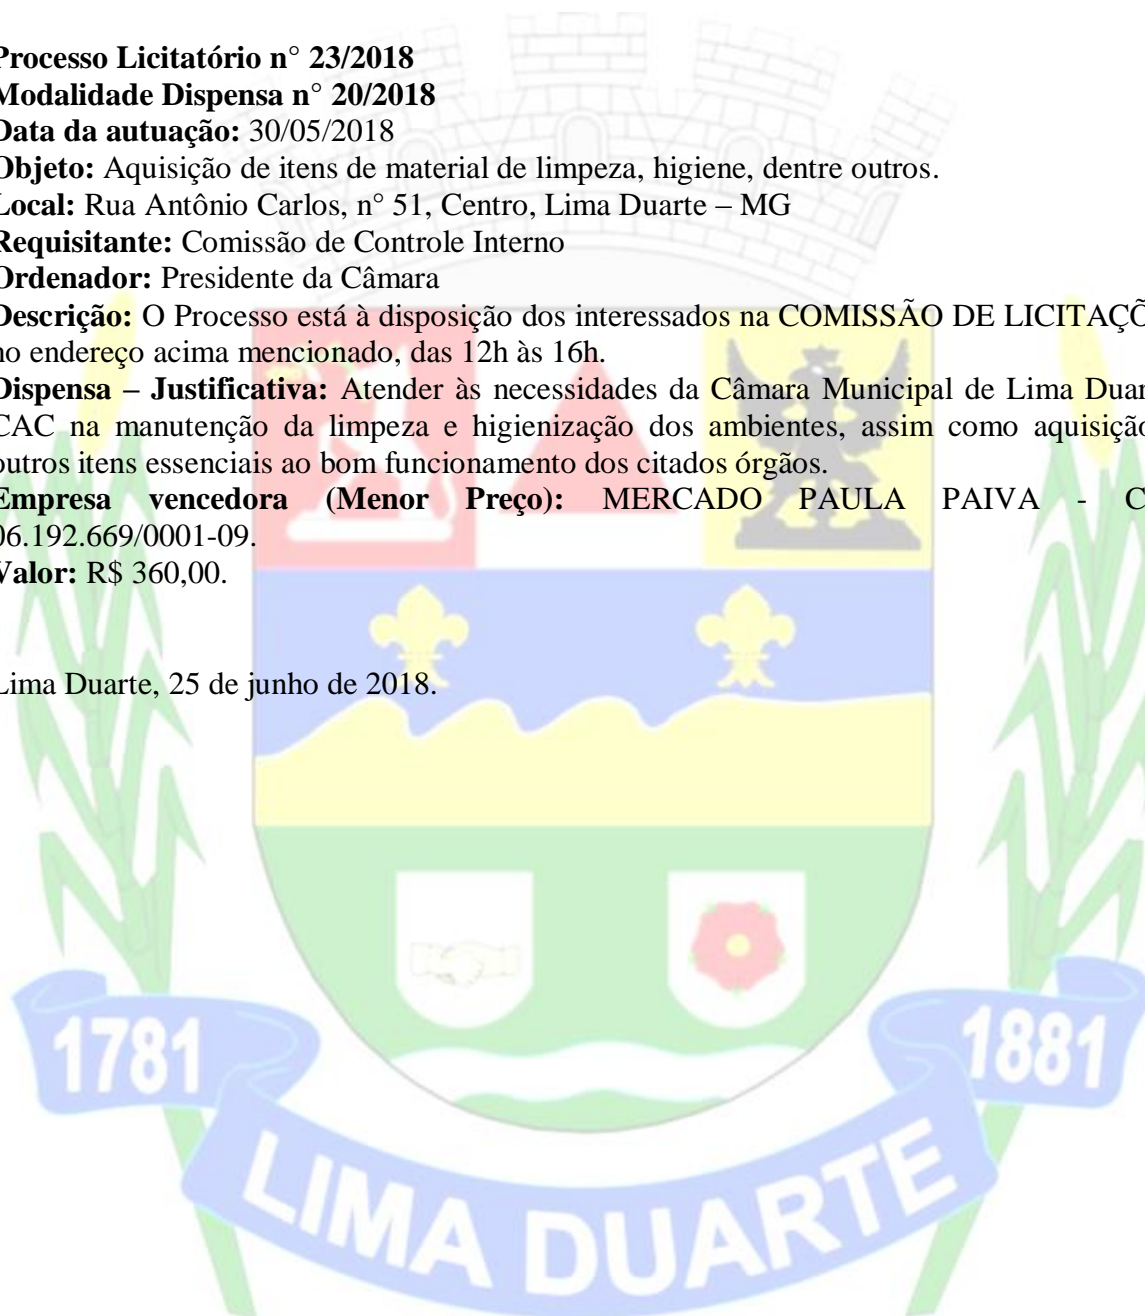 Processo Licitatório n° 23/2018
Modalidade Dispensa n° 20/2018
Data da autuação: 30/05/2018
Objeto: Aquisição de itens de material de limpeza, higiene, dentre outros.
Local: Rua Antônio Carlos, n° 51, Centro, Lima Duarte – MG
Requisitante: Comissão de Controle Interno
Ordenador: Presidente da Câmara
Descrição: O Processo está à disposição dos interessados na COMISSÃO DE LICITAÇÕ
no endereço acima mencionado, das 12h às 16h.
Dispensa – Justificativa: Atender às necessidades da Câmara Municipal de Lima Duar
CAC na manutenção da limpeza e higienização dos ambientes, assim como aquisição
outros itens essenciais ao bom funcionamento dos citados órgãos.
Empresa vencedora (Menor Preço): MERCADO PAULA PAIVA - C
06.192.669/0001-09.
Valor: R$ 360,00.
Lima Duarte, 25 de junho de 2018.
1781
1881
LIMA DUARTE